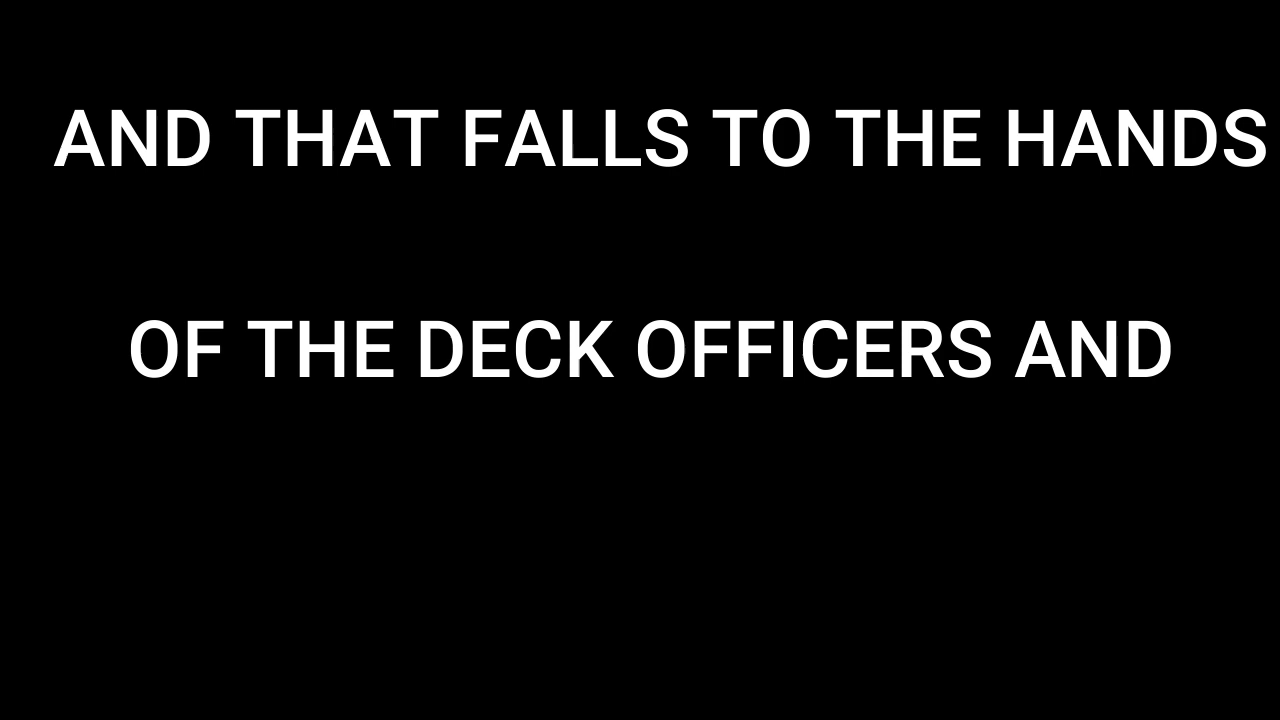 AND THAT FALLS TO THE HANDS
OF THE DECK OFFICERS AND